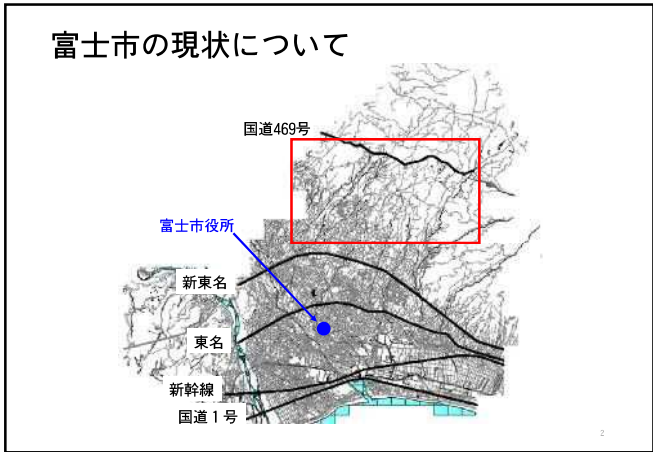 富士市の現状について
国道469号
富士市役所
新東名
東名
新幹線
国道１号
2